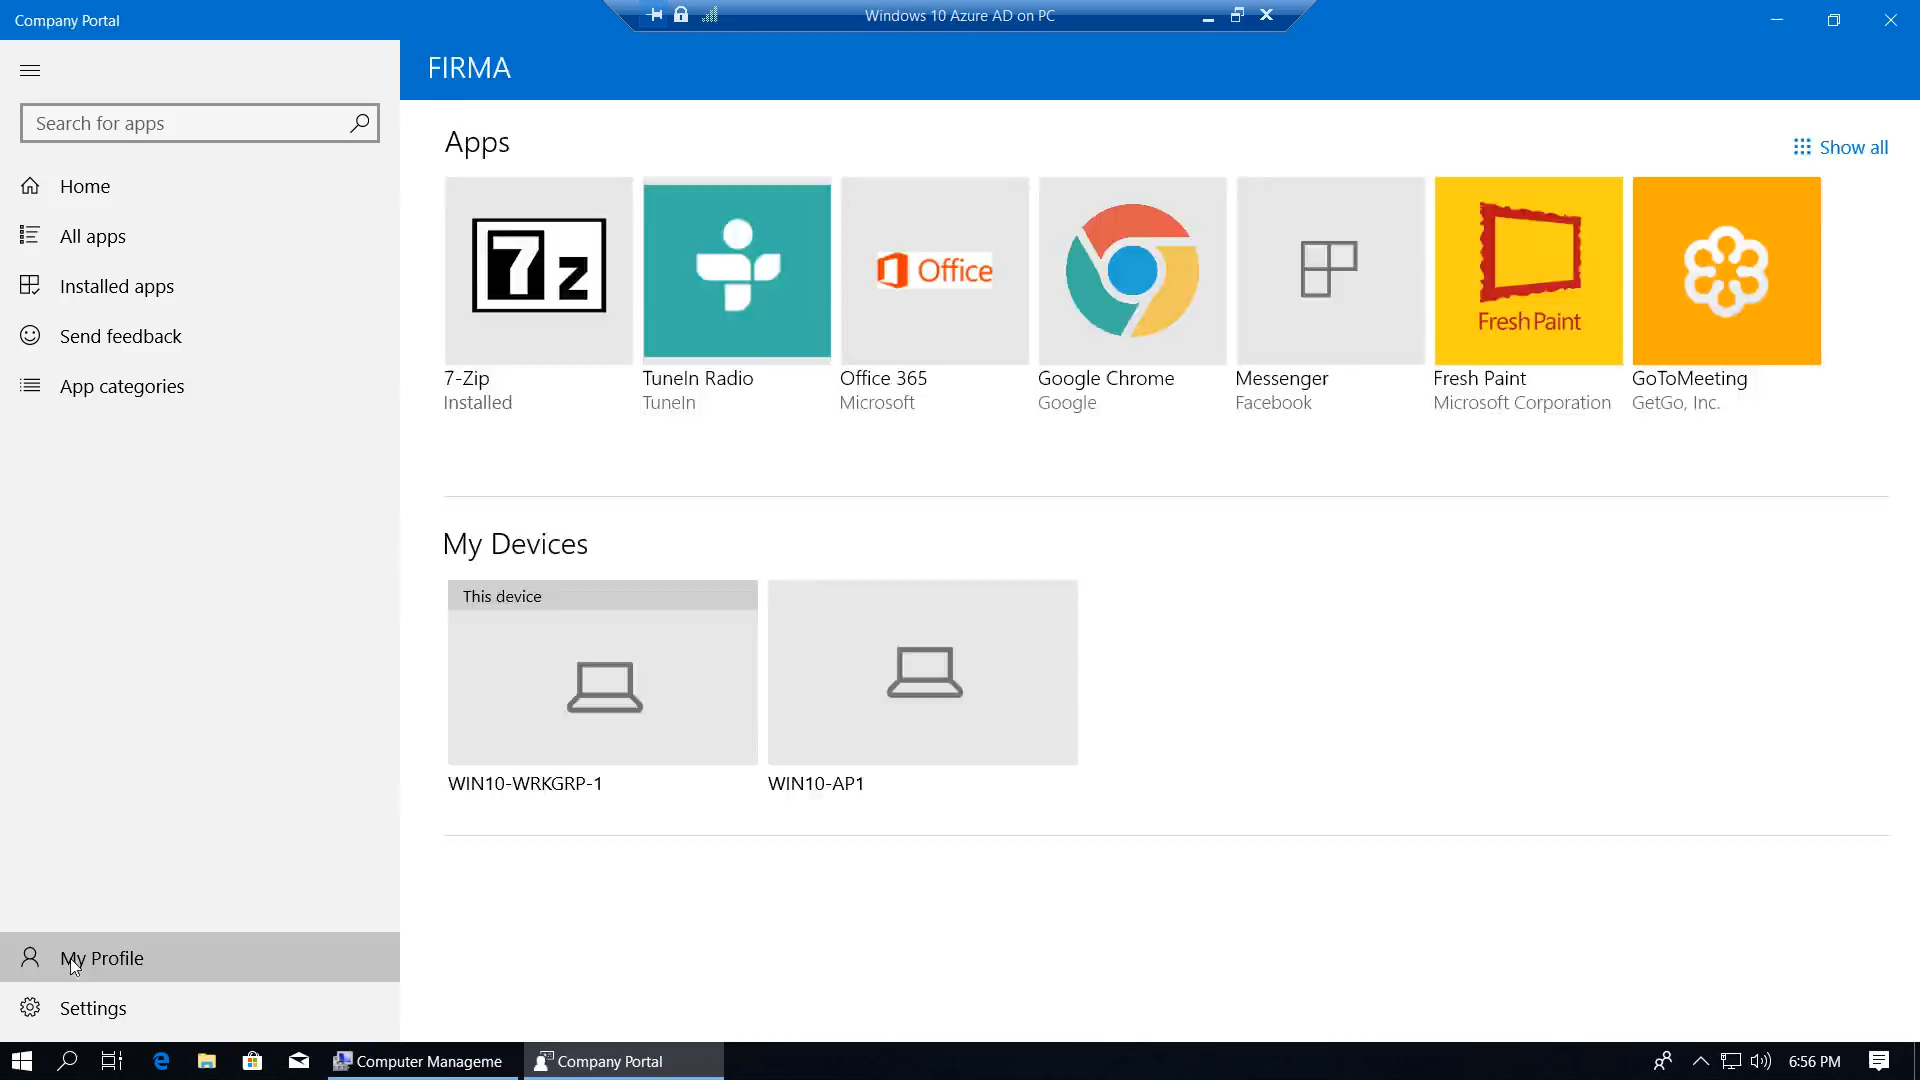 Company Portal
Windows 10 Azure AD on PC
FIRMA
Search for apps
Home
All apps
Installed apps
Send feedback
App categories
My Profile
Settings
Apps
Show all
7z
Office
Fresh Paint
7-Zip
Installed
TuneIn Radio
TuneIn
Office 365
Microsoft
Google Chrome
Google
Messenger
Facebook
Fresh Paint
Microsoft Corporation
GoToMeeting
GetGo, Inc.
My Devices
This device
WIN10-WRKGRP-1
WIN10-AP1
Computer Manageme
Company Portal
6:56 PM